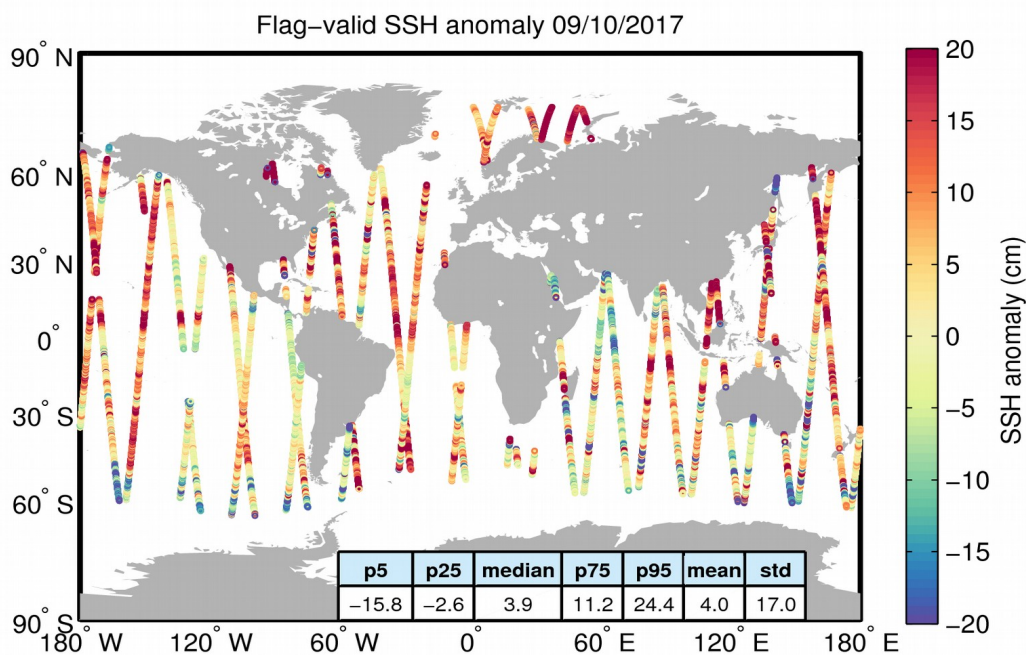 Flag−valid SSH anomaly 09/10/2017
90° N
60° N
30° N
0°
30° S
60° S
90° S
180° W
120° W
60° W
0°
60° E
120° E
180° E
p5 p25 median p75 p95 mean std
−15.8 −2.6 3.9 11.2 24.4 4.0 17.0
20
15
10
5
0
−5
−10
−15
−20
SSH anomaly (cm)